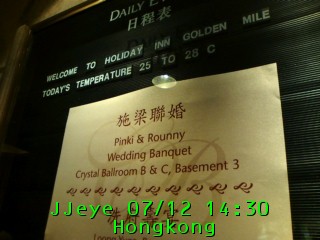 DAILY E
日程表
WELCOME TO HOLIDAY INN GOLDEN MILE
TODAY'S TEMPERATURE 25 TO 28 C
施梁聯婚
Pinki & Rounny
Wedding Banquet
Crystal Ballroom B & C, Basement 3
JJeye 07/12 14:30
Hongkong